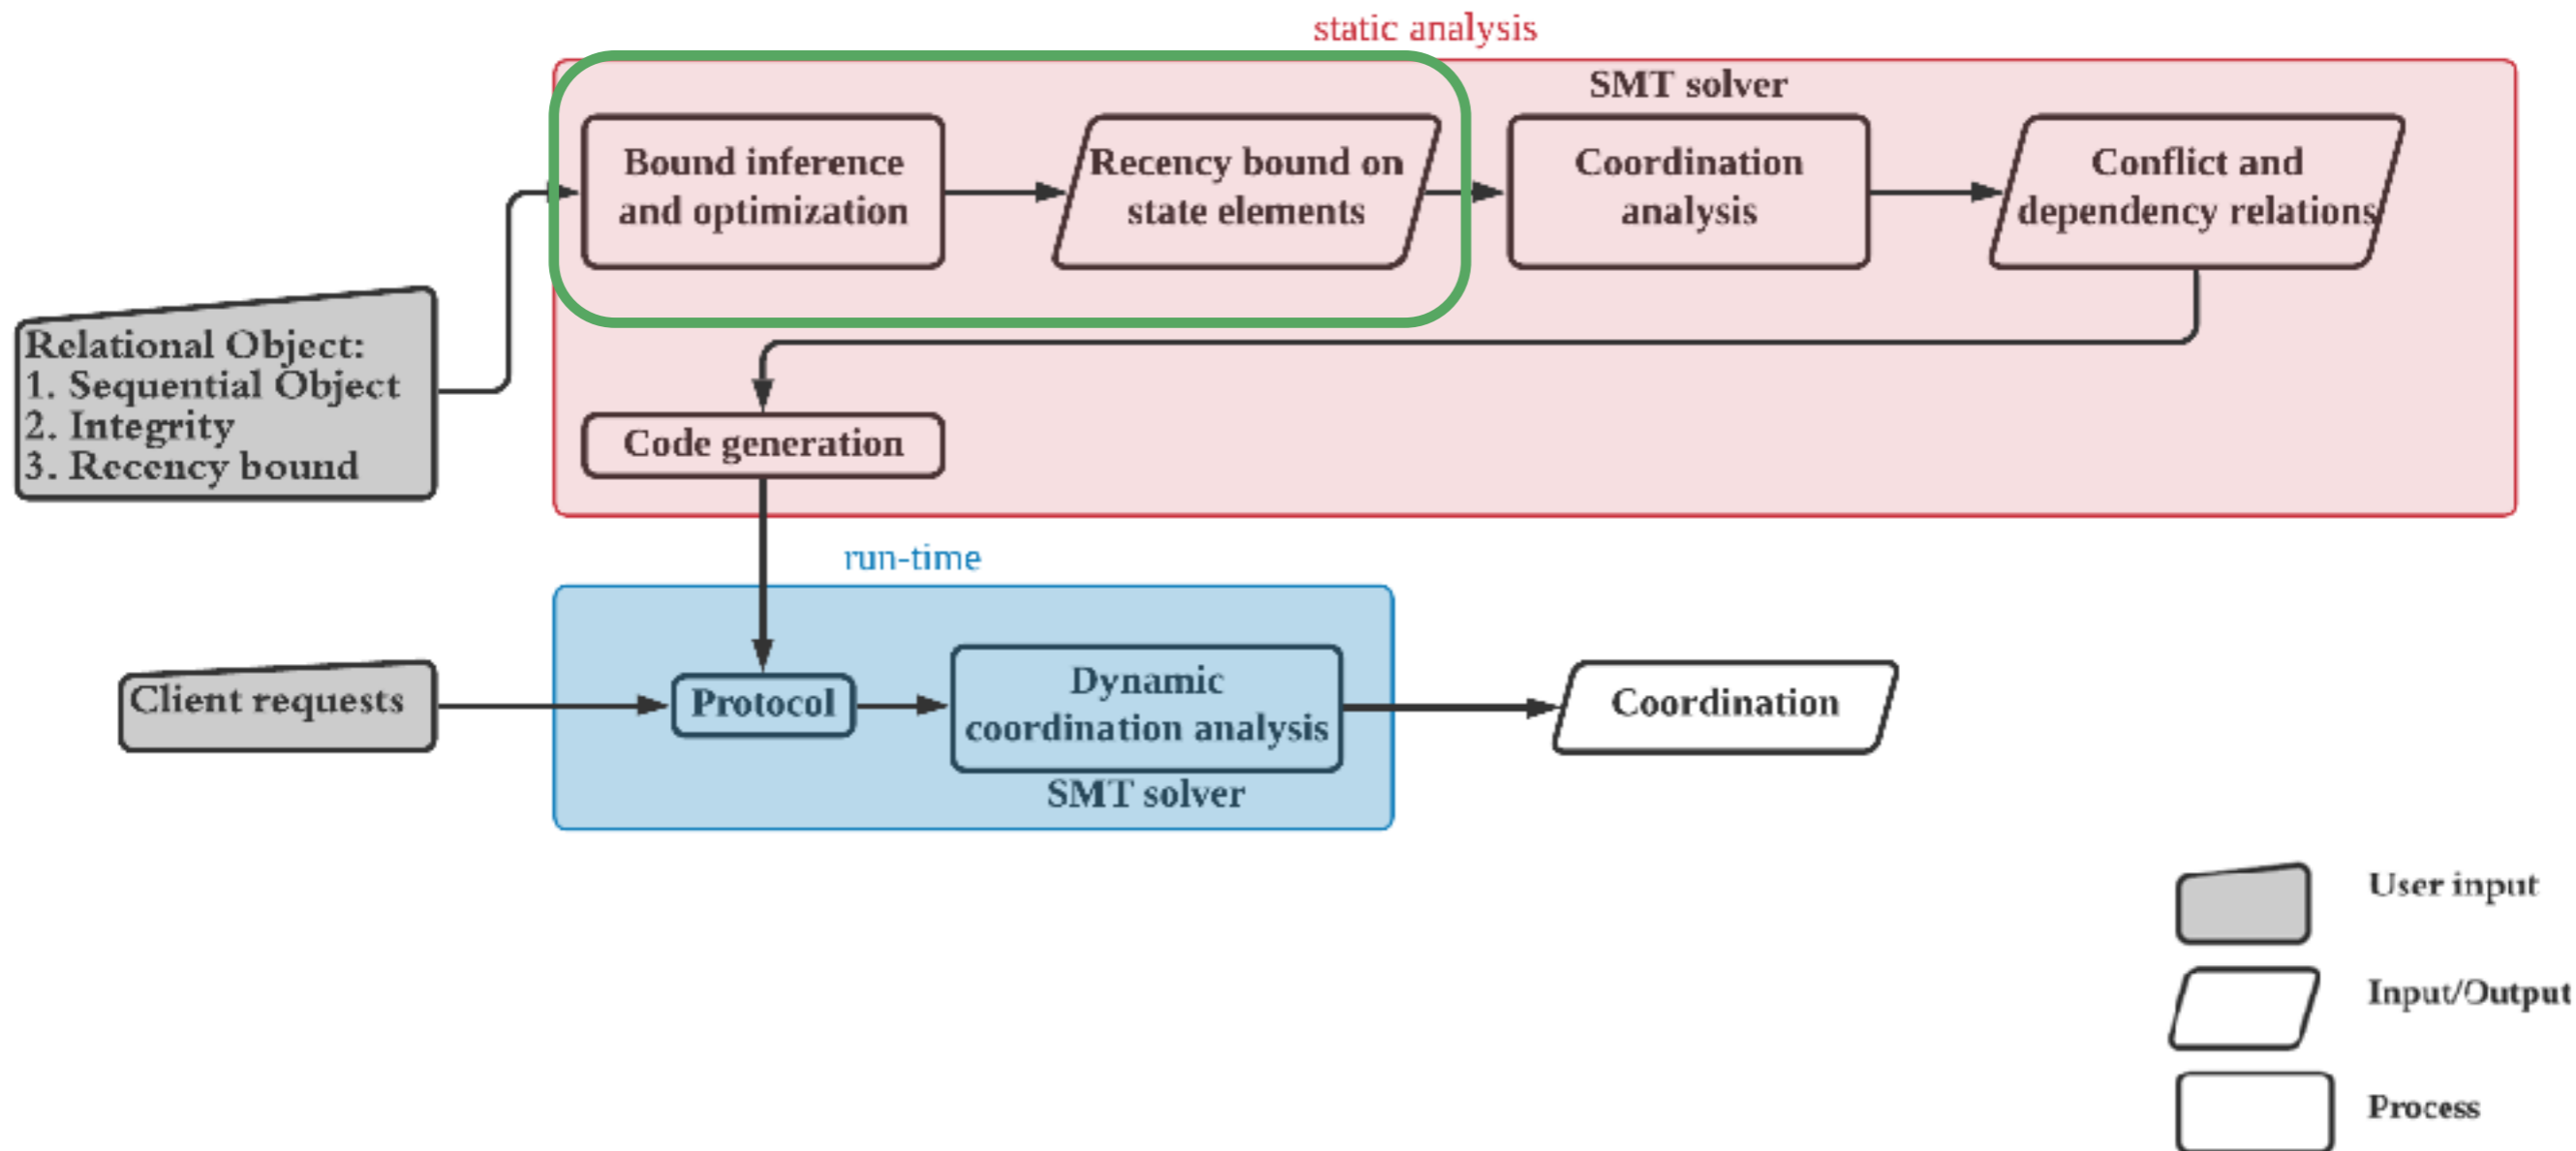 static analysis
SMT solver
Bound inference
and optimization
Recency bound on
state elements
Coordination
analysis
Conflict and
dependency relations
Relational Object:
1. Sequential Object
2. Integrity
3. Recency bound
Code generation
run-time
Client requests
Protocol
Dynamic
coordination analysis
SMT solver
Coordination
User input
Input/Output
Process